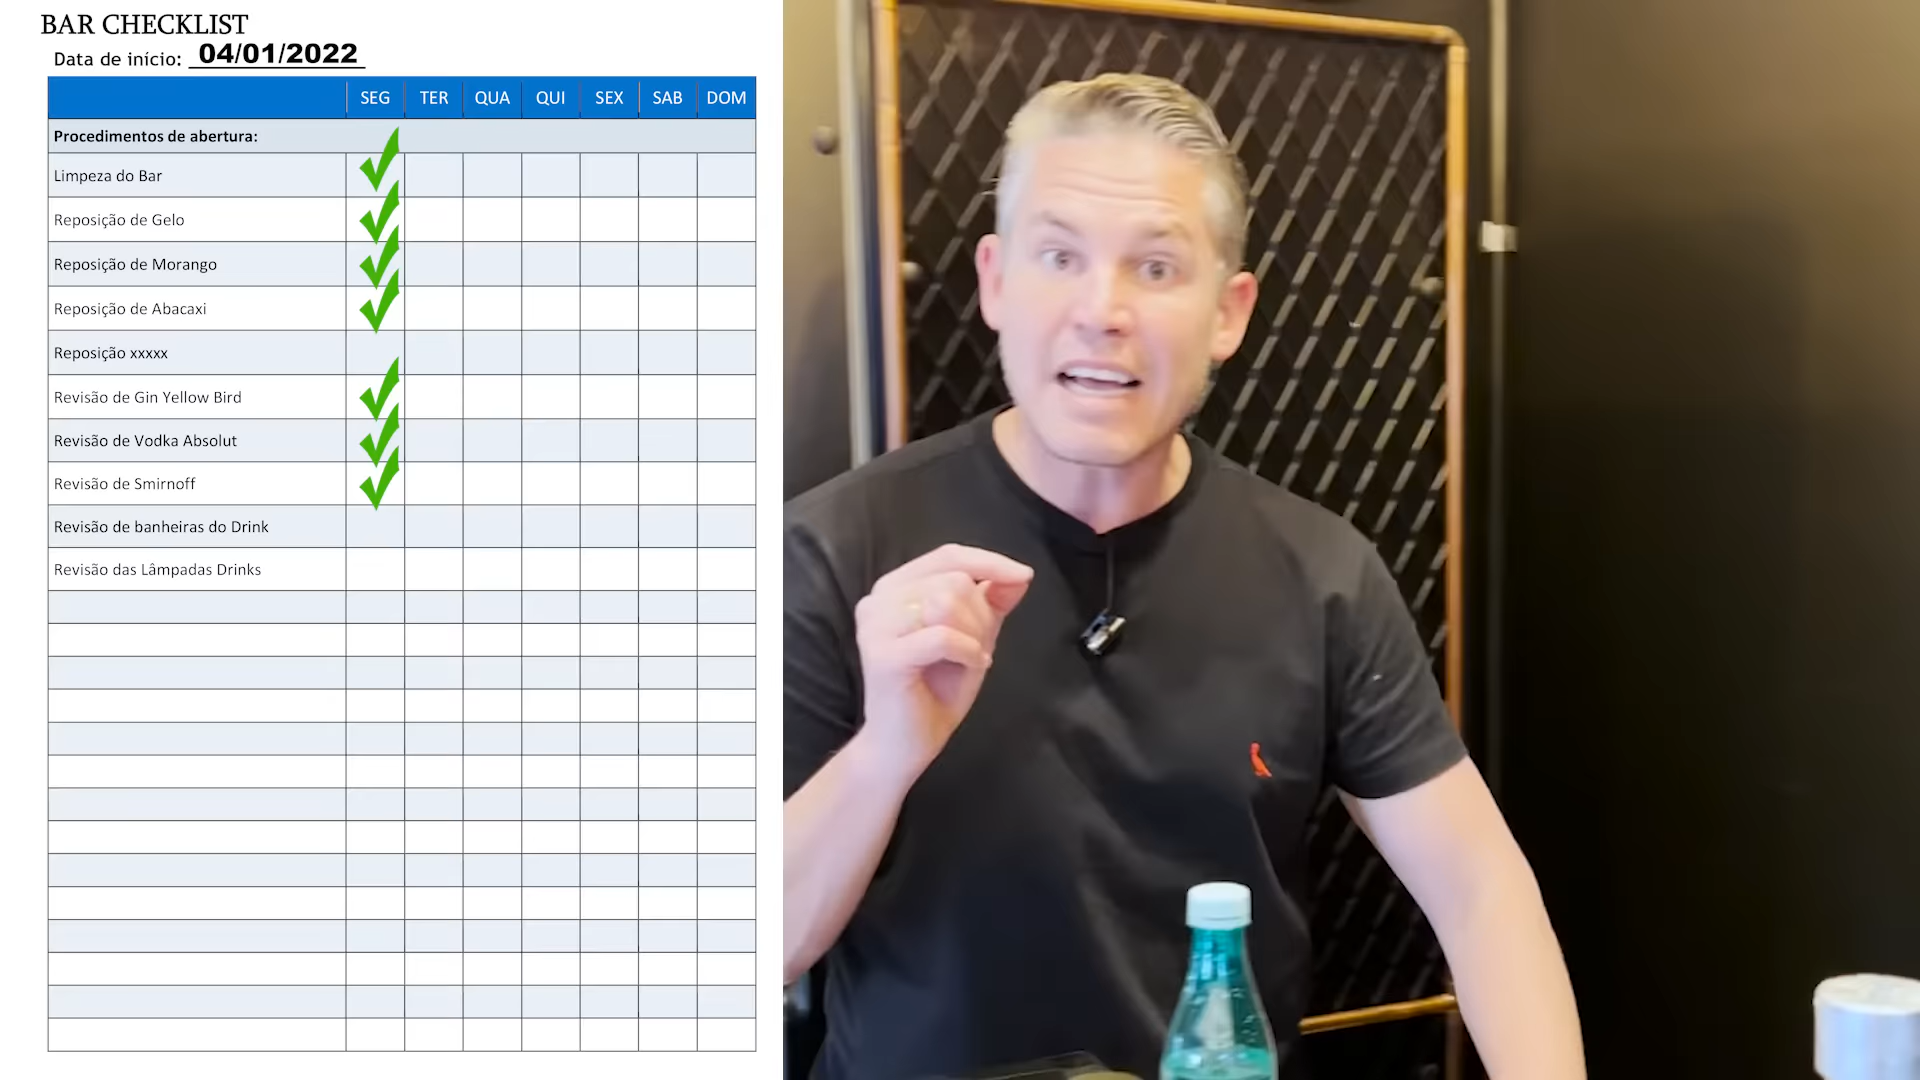 BAR CHECKLIST
Data de início: 04/01/2022
SEG TER QUA QUI SEX SAB DOM
Procedimentos de abertura:
Limpeza do Bar
Reposição de Gelo
Reposição de Morango
Reposição de Abacaxi
Reposição xxxxx
Revisão de Gin Yellow Bird
Revisão de Vodka Absolut
Revisão de Smirnoff
Revisão de banheiras do Drink
Revisão das Lâmpadas Drinks